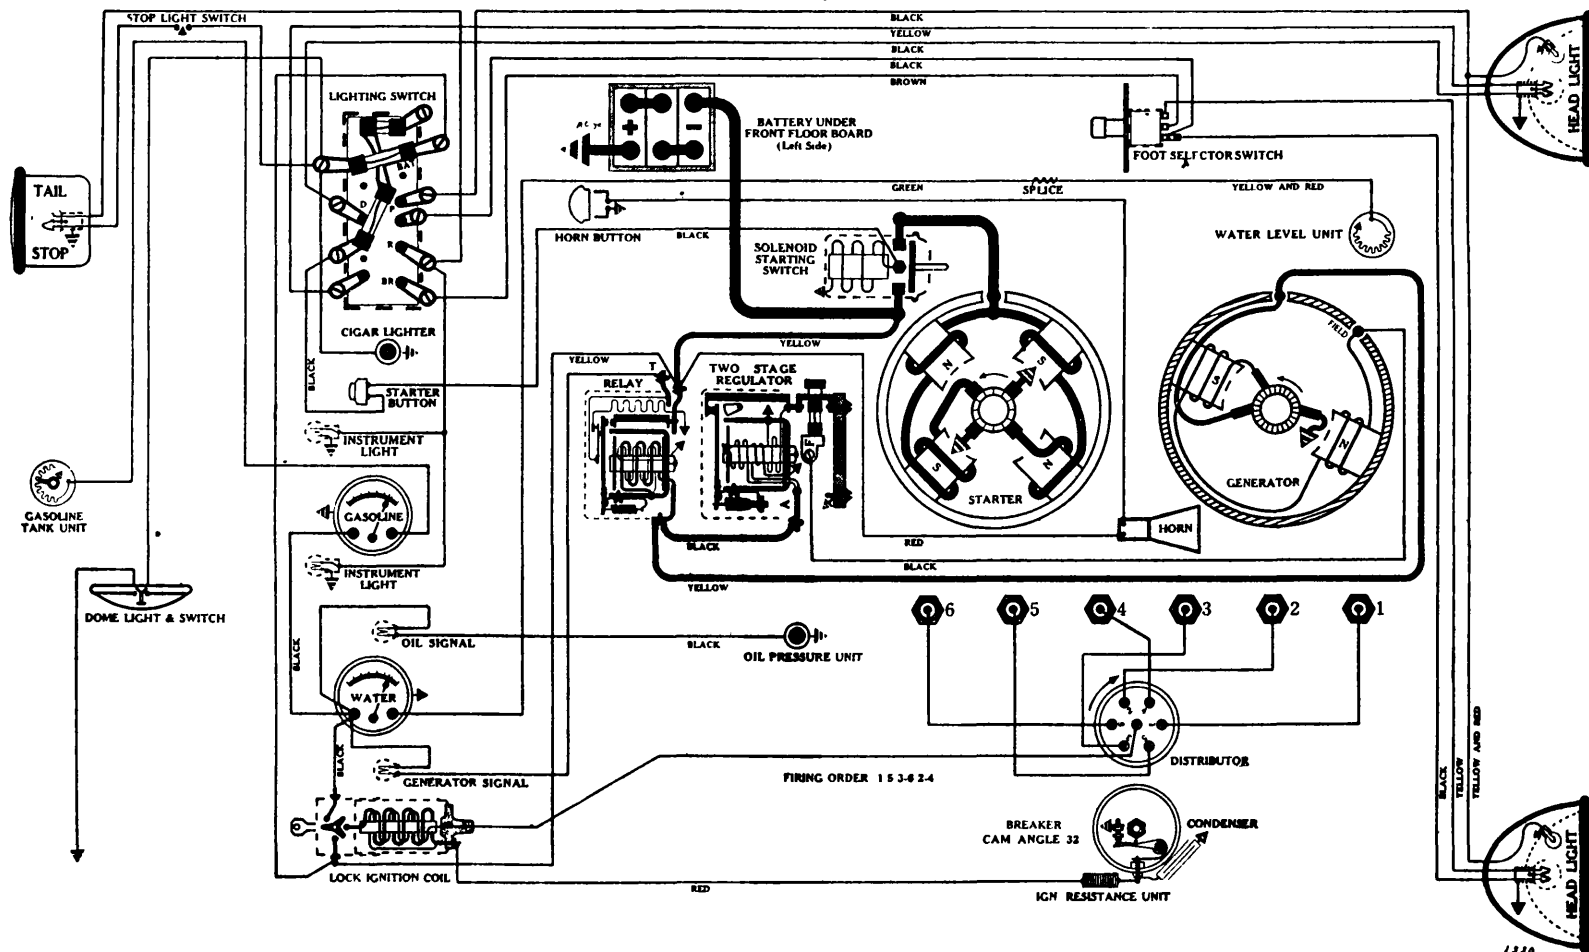 STOP LIGHT SWITCH
BLACK
YELLOW
BLACK
BLACK
BROWN
HEAD LIGHT
LIGHTING SWITCH
BATTERY UNDER
FRONT FLOOR BOARD
(Left Side)
+
−
FOOT SELECTOR SWITCH
BAT
TAIL
STOP
D
P
R
BR
GREEN
SPLICE
YELLOW AND RED
HORN BUTTON
BLACK
WATER LEVEL UNIT
SOLENOID
STARTING
SWITCH
CIGAR LIGHTER
YELLOW
FIELD
BLACK
YELLOW
T
RELAY
TWO STAGE
REGULATOR
STARTER
BUTTON
N
S
S
INSTRUMENT
LIGHT
F
S
N
N
STARTER
GENERATOR
GASOLINE
GASOLINE
TANK UNIT
A
HORN
RED
BLACK
BLACK
INSTRUMENT
LIGHT
YELLOW
DOME LIGHT & SWITCH
6
5
4
3
2
1
OIL SIGNAL
BLACK
BLACK
OIL PRESSURE UNIT
WATER
BLACK
GENERATOR SIGNAL
FIRING ORDER 1 5 3-6 2-4
DISTRIBUTOR
BLACK
YELLOW
YELLOW AND RED
BREAKER
CAM ANGLE 32
CONDENSER
LOCK IGNITION COIL
RED
IGN RESISTANCE UNIT
HEAD LIGHT